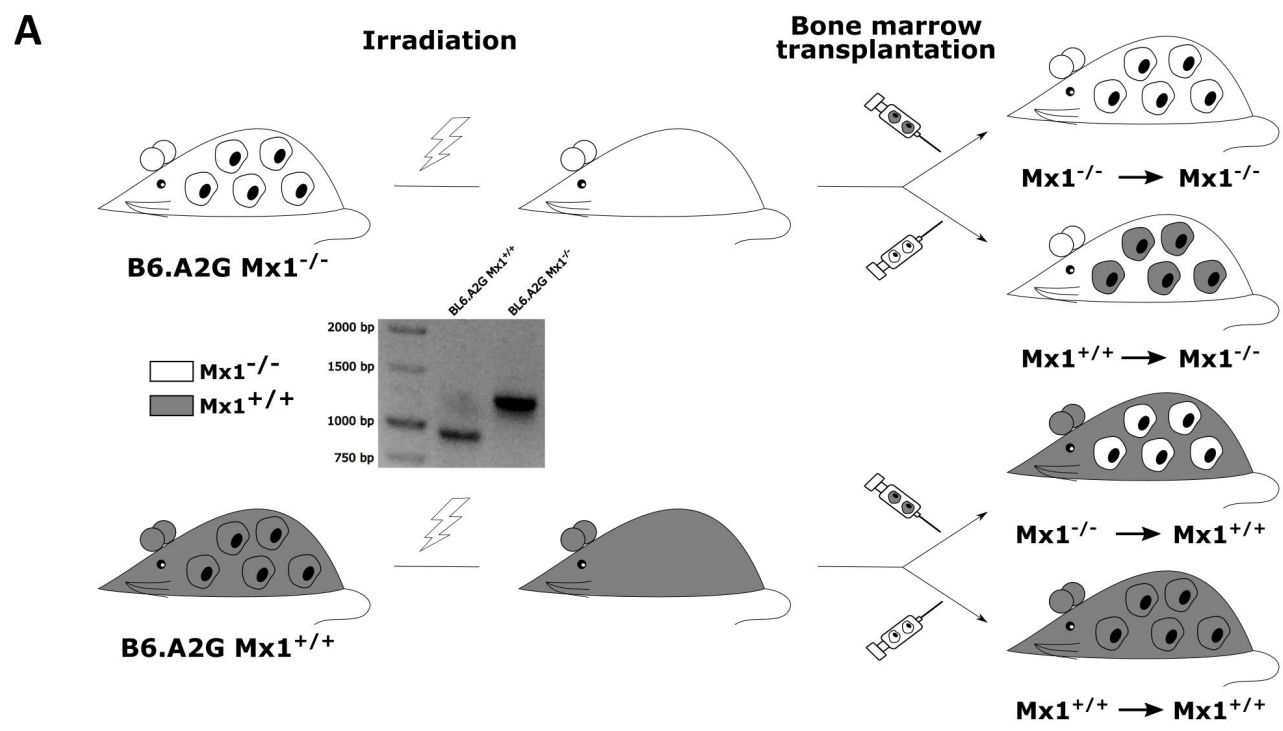 A
Irradiation
Bone marrow
transplantation
B6.A2G Mx1-/-
Mx1-/- → Mx1-/-
Mx1+/+ → Mx1-/-
BL6.A2G Mx1+/+
BL6.A2G Mx1-/-
2000 bp
1500 bp
1000 bp
750 bp
Mx1-/-
Mx1+/+
B6.A2G Mx1+/+
Mx1-/- → Mx1+/+
Mx1+/+ → Mx1+/+